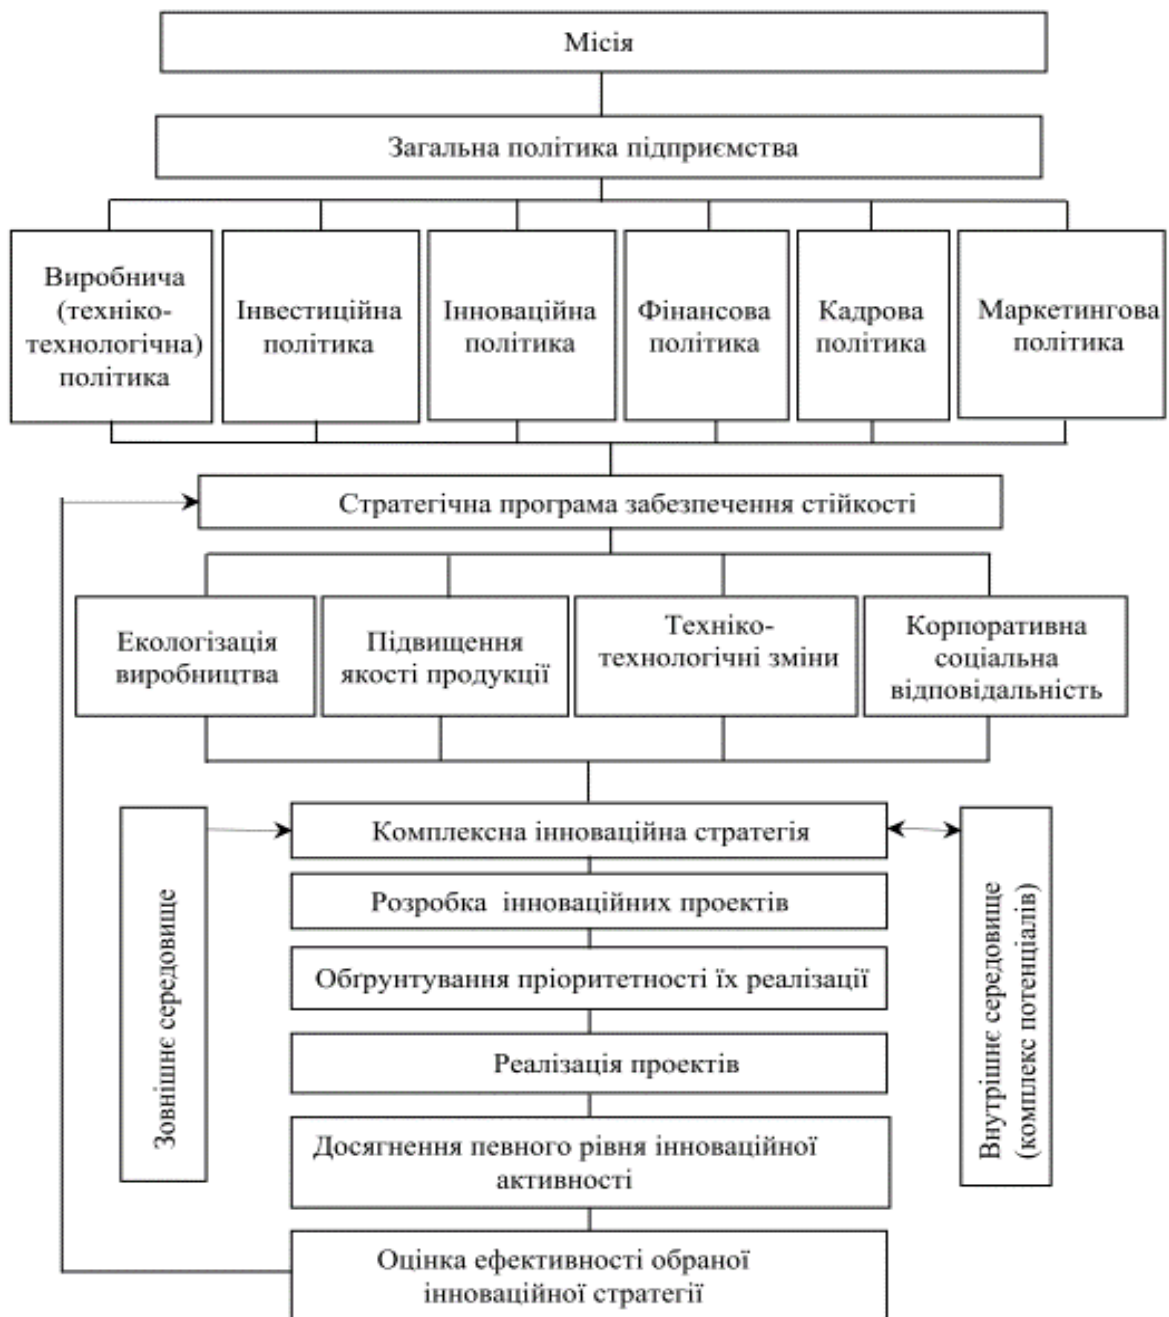 Місія
Загальна політика підприємства
Виробнича
(техніко-
технологічна)
політика
Інвестиційна
політика
Інноваційна
політика
Фінансова
політика
Кадрова
політика
Маркетингова
політика
Стратегічна програма забезпечення стійкості
Екологізація
виробництва
Підвищення
якості продукції
Техніко-
технологічні зміни
Корпоративна
соціальна
відповідальність
Зовнішнє середовище
Комплексна інноваційна стратегія
Розробка інноваційних проектів
Обґрунтування пріоритетності їх реалізації
Реалізація проектів
Досягнення певного рівня інноваційної
активності
Оцінка ефективності обраної
інноваційної стратегії
Внутрішнє середовище
(комплекс потенціалів)